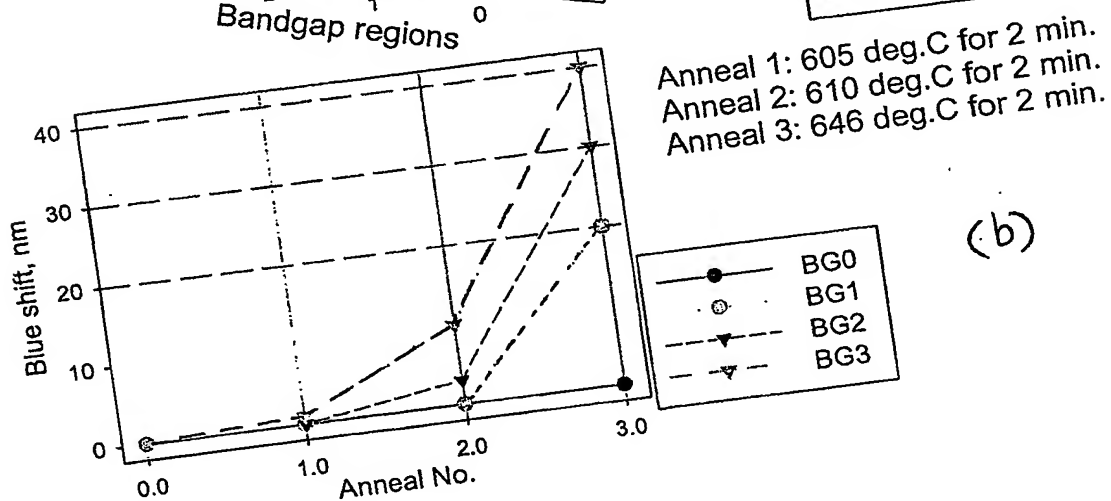 0
Bandgap regions
Anneal 1: 605 deg.C for 2 min.
Anneal 2: 610 deg.C for 2 min.
Anneal 3: 646 deg.C for 2 min.
40
30
20
10
0
Blue shift, nm
0.0
1.0
2.0
3.0
Anneal No.
BG0
BG1
BG2
BG3
(b)